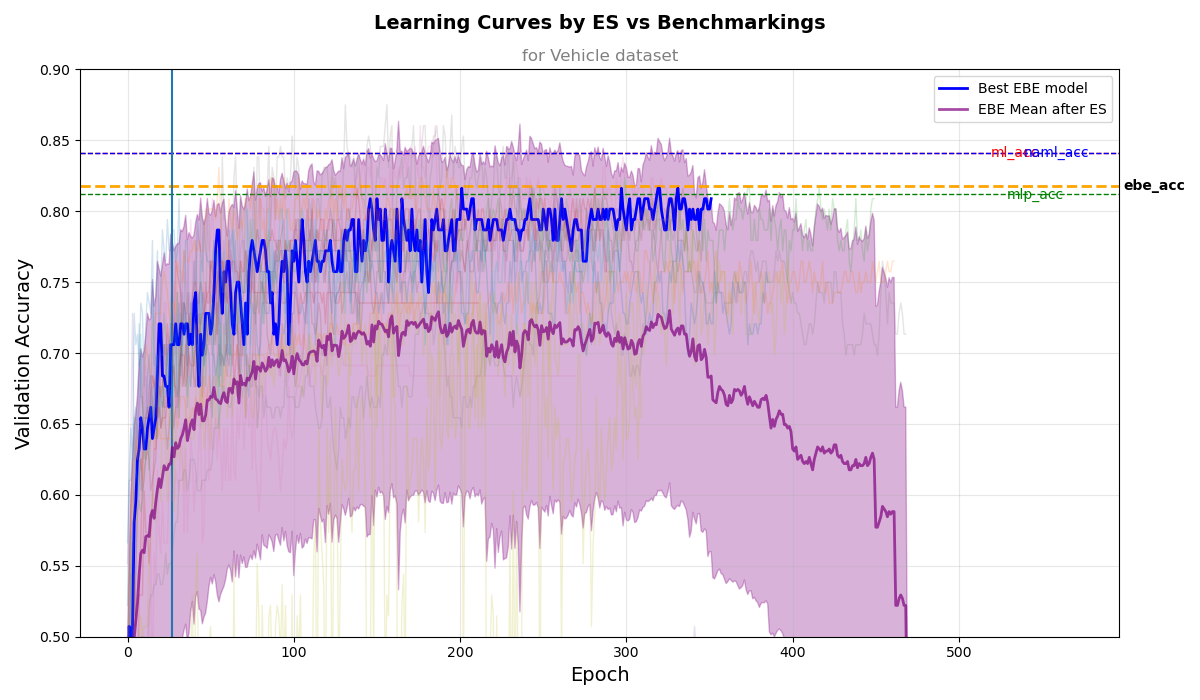 Learning Curves by ES vs Benchmarkings
for Vehicle dataset
0.90
0.85
0.80
0.75
0.70
0.65
0.60
0.55
0.50
Validation Accuracy
Best EBE model
EBE Mean after ES
ml_acc
naml_acc
ebe_acc
mlp_acc
0
100
200
300
400
500
Epoch